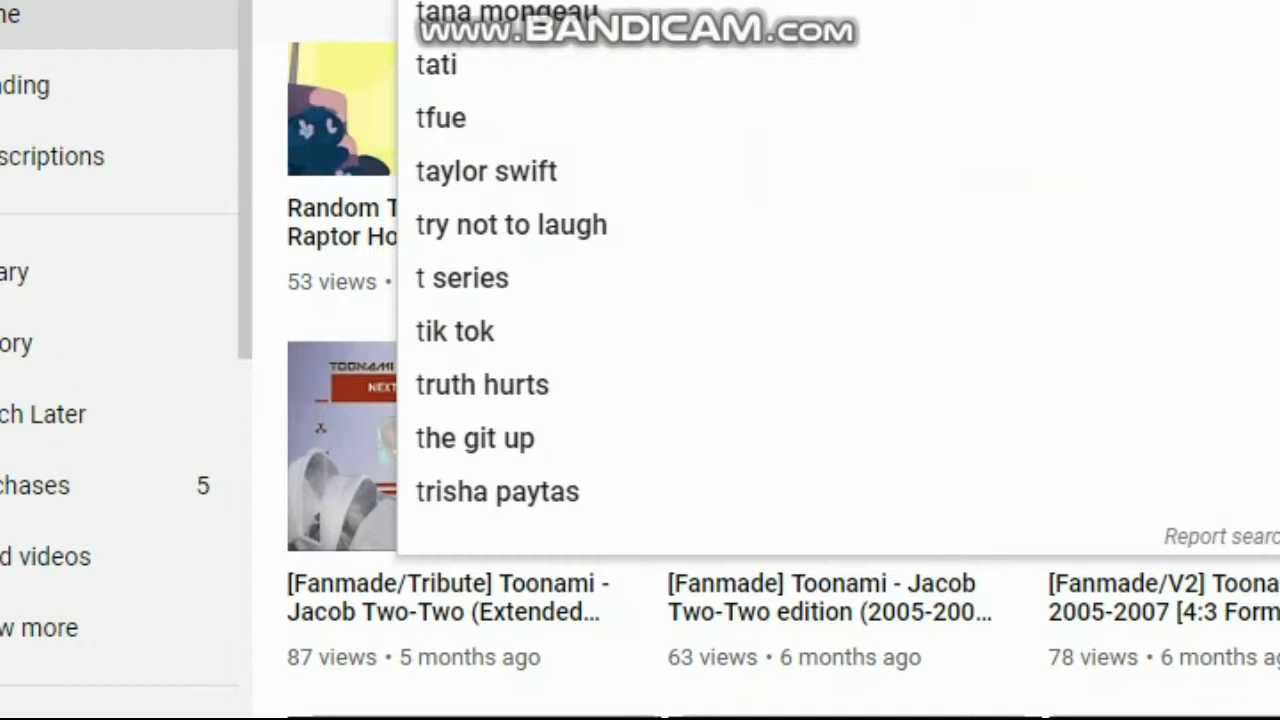 ne
tana mongeau
www.BANDICAM.com
tati
nding
tfue
scriptions
taylor swift
Random T
Raptor Ho
try not to laugh
ary
53 views •
t series
ory
tik tok
TOONAMI
NEXT
truth hurts
ch Later
the git up
chases 5
trisha paytas
Report searc
d videos
[Fanmade/Tribute] Toonami -
Jacob Two-Two (Extended...
87 views • 5 months ago
[Fanmade] Toonami - Jacob
Two-Two edition (2005-200...
63 views • 6 months ago
[Fanmade/V2] Toona
2005-2007 [4:3 Form
78 views • 6 months ag
w more